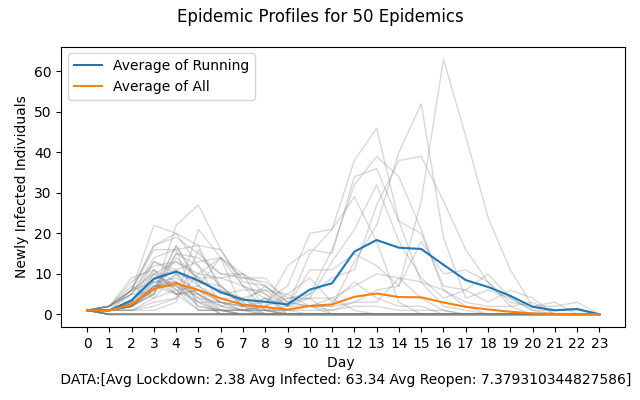 Epidemic Profiles for 50 Epidemics
Average of Running
Average of All
Newly Infected Individuals
60
50
40
30
20
10
0
0 1 2 3 4 5 6 7 8 9 10 11 12 13 14 15 16 17 18 19 20 21 22 23
Day
DATA:[Avg Lockdown: 2.38 Avg Infected: 63.34 Avg Reopen: 7.379310344827586]